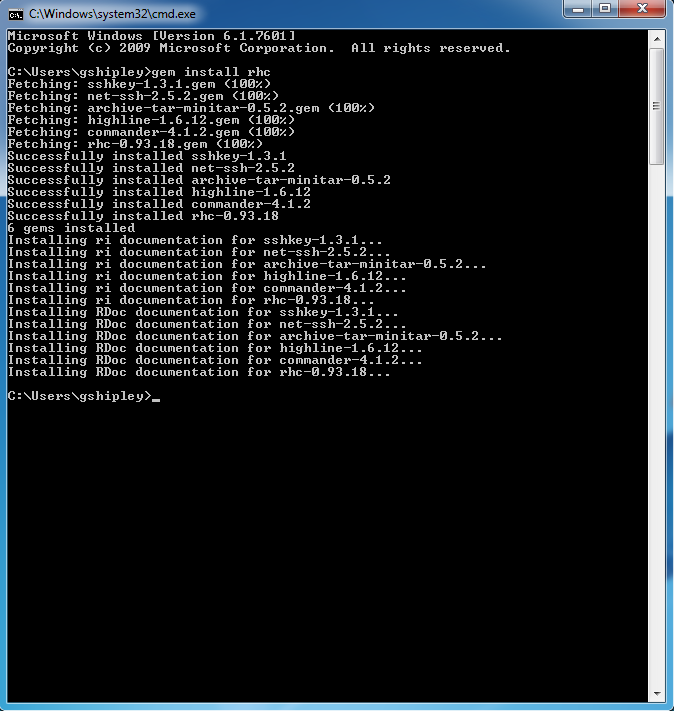 C:\Windows\system32\cmd.exe
Microsoft Windows [Version 6.1.7601]
Copyright (c) 2009 Microsoft Corporation.  All rights reserved.
C:\Users\gshipley>gem install rhc
Fetching: sshkey-1.3.1.gem (100%)
Fetching: net-ssh-2.5.2.gem (100%)
Fetching: archive-tar-minitar-0.5.2.gem (100%)
Fetching: highline-1.6.12.gem (100%)
Fetching: commander-4.1.2.gem (100%)
Fetching: rhc-0.93.18.gem (100%)
Successfully installed sshkey-1.3.1
Successfully installed net-ssh-2.5.2
Successfully installed archive-tar-minitar-0.5.2
Successfully installed highline-1.6.12
Successfully installed commander-4.1.2
Successfully installed rhc-0.93.18
6 gems installed
Installing ri documentation for sshkey-1.3.1...
Installing ri documentation for net-ssh-2.5.2...
Installing ri documentation for archive-tar-minitar-0.5.2...
Installing ri documentation for highline-1.6.12...
Installing ri documentation for commander-4.1.2...
Installing ri documentation for rhc-0.93.18...
Installing RDoc documentation for sshkey-1.3.1...
Installing RDoc documentation for net-ssh-2.5.2...
Installing RDoc documentation for archive-tar-minitar-0.5.2...
Installing RDoc documentation for highline-1.6.12...
Installing RDoc documentation for commander-4.1.2...
Installing RDoc documentation for rhc-0.93.18...
C:\Users\gshipley>_